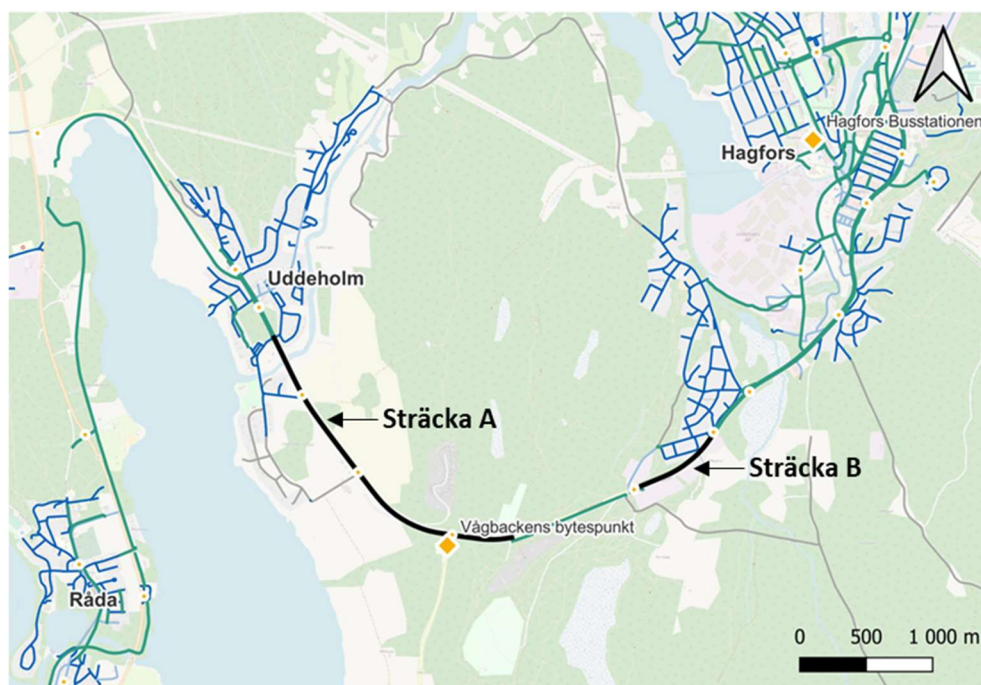 Hagfors Busstationen
Hagfors
Uddeholm
Sträcka A
Sträcka B
Vågbackens bytespunkt
Råda
0 500 1 000 m